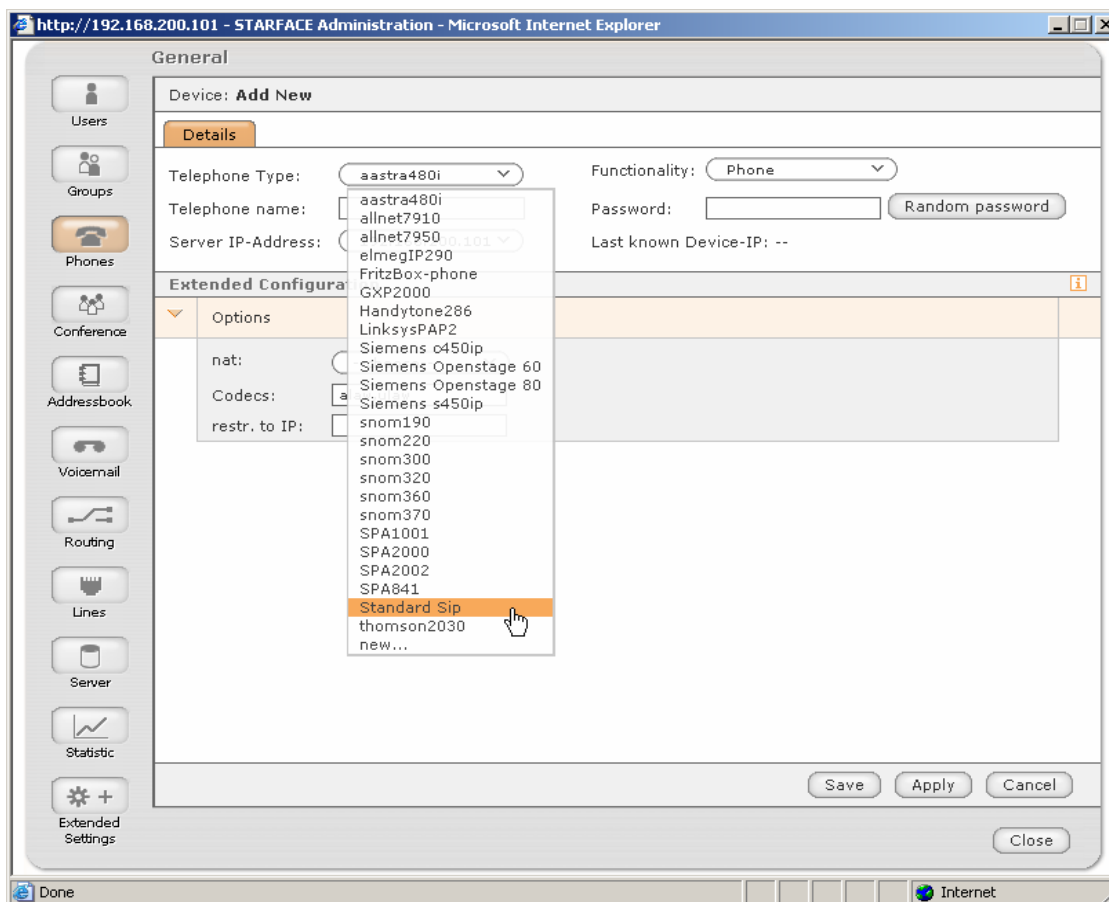 http://192.168.200.101 - STARFACE Administration - Microsoft Internet Explorer
General
Users
Groups
Phones
Conference
Addressbook
Voicemail
Routing
Lines
Server
Statistic
Extended
Settings
Device: Add New
Details
Telephone Type: aastra480i
Functionality: Phone
Telephone name:
Password: Random password
Server IP-Address:
Last known Device-IP: --
aastra480i
allnet7910
allnet7950
elmegIP290
FritzBox-phone
GXP2000
Handytone286
LinksysPAP2
Siemens c450ip
Siemens Openstage 60
Siemens Openstage 80
Siemens s450ip
snom190
snom220
snom300
snom320
snom360
snom370
SPA1001
SPA2000
SPA2002
SPA841
Standard Sip
thomson2030
new...
Extended
Options
nat:
Codecs:
restr. to IP:
Save Apply Cancel
Close
Done
Internet